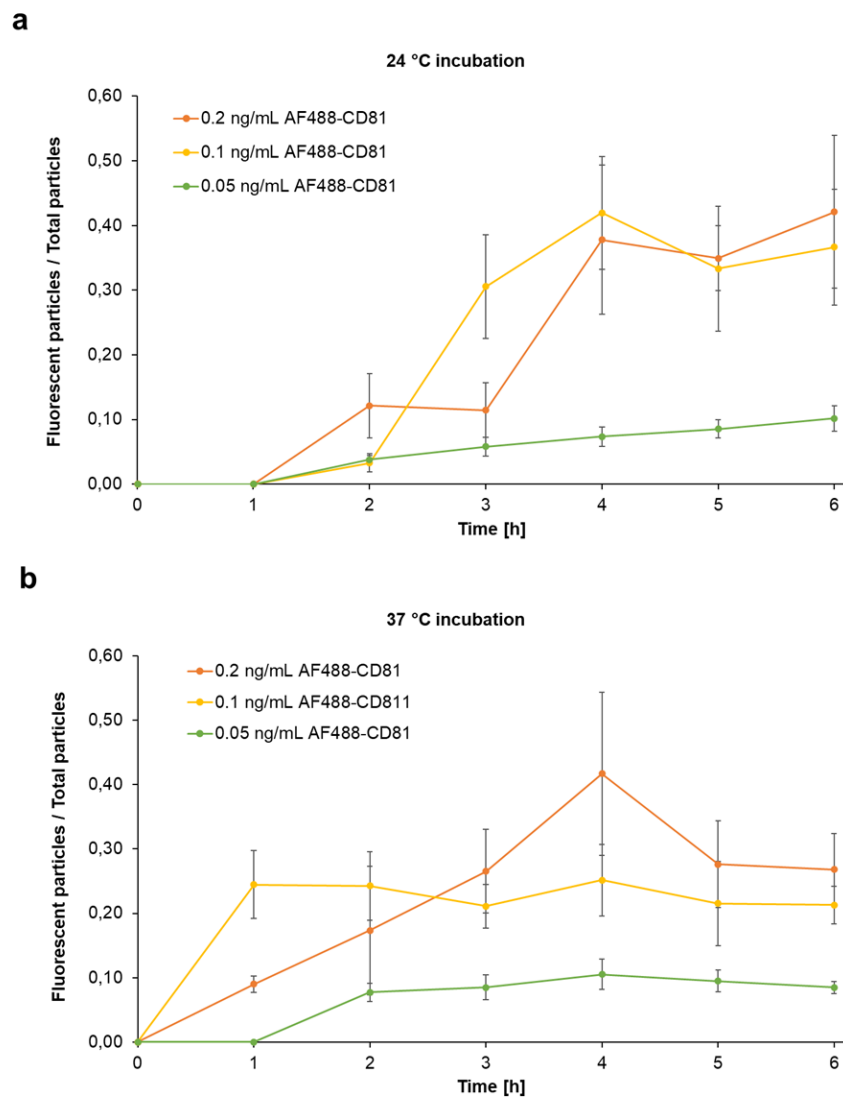 a
24 °C incubation
0.2 ng/mL AF488-CD81
0.1 ng/mL AF488-CD81
0.05 ng/mL AF488-CD81
Fluorescent particles / Total particles
0,60
0,50
0,40
0,30
0,20
0,10
0,00
0 1 2 3 4 5 6
Time [h]
b
37 °C incubation
0.2 ng/mL AF488-CD81
0.1 ng/mL AF488-CD811
0.05 ng/mL AF488-CD81
Fluorescent particles / Total particles
0,60
0,50
0,40
0,30
0,20
0,10
0,00
0 1 2 3 4 5 6
Time [h]